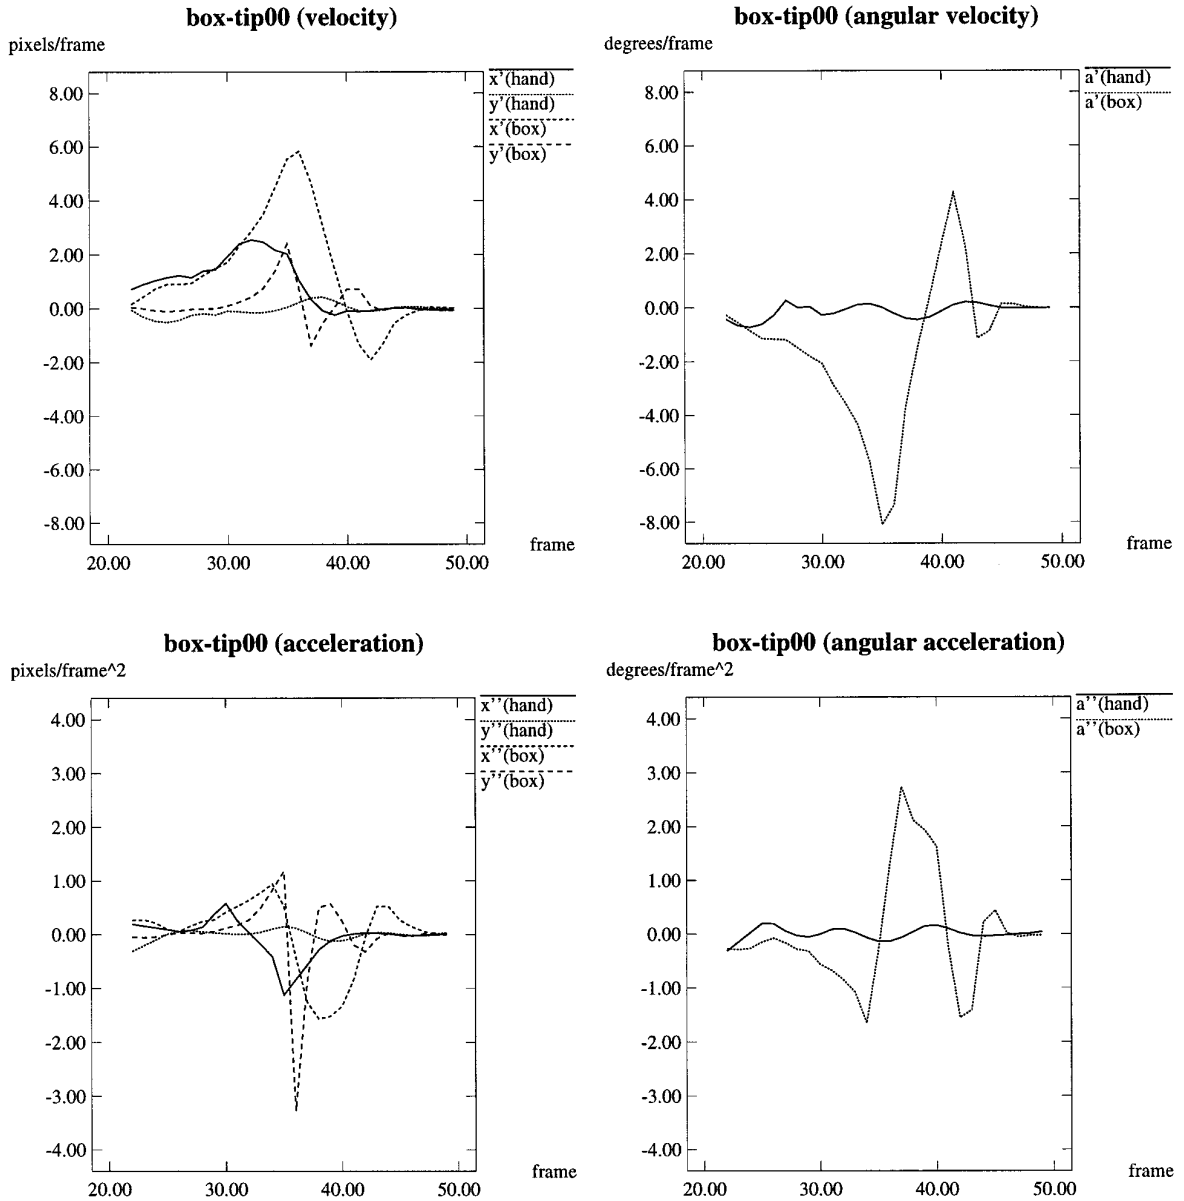 box-tip00 (velocity)
pixels/frame
x'(hand)
y'(hand)
x'(box)
y'(box)
8.00
6.00
4.00
2.00
0.00
-2.00
-4.00
-6.00
-8.00
frame
20.00 30.00 40.00 50.00
box-tip00 (angular velocity)
degrees/frame
a'(hand)
a'(box)
8.00
6.00
4.00
2.00
0.00
-2.00
-4.00
-6.00
-8.00
frame
20.00 30.00 40.00 50.00
box-tip00 (acceleration)
pixels/frame^2
x''(hand)
y''(hand)
x''(box)
y''(box)
4.00
3.00
2.00
1.00
0.00
-1.00
-2.00
-3.00
-4.00
frame
20.00 30.00 40.00 50.00
box-tip00 (angular acceleration)
degrees/frame^2
a''(hand)
a''(box)
4.00
3.00
2.00
1.00
0.00
-1.00
-2.00
-3.00
-4.00
frame
20.00 30.00 40.00 50.00